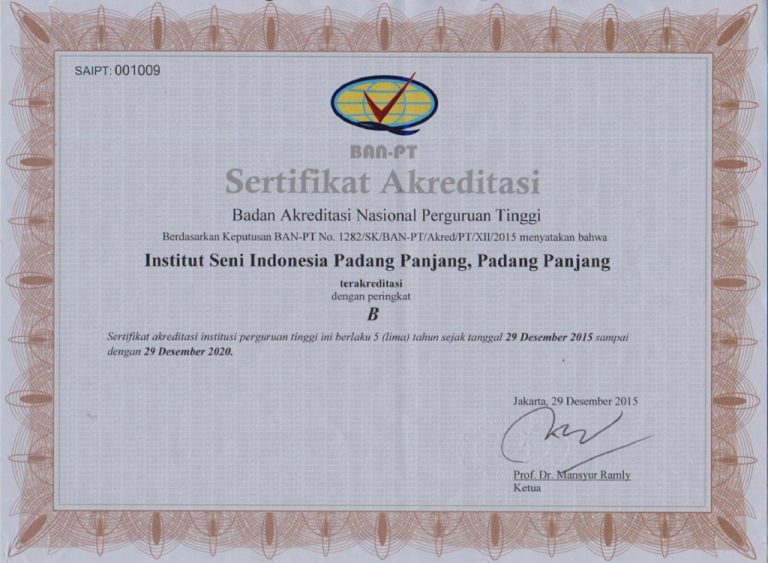 SAIPT: 001009
BAN-PT
Sertifikat Akreditasi
Badan Akreditasi Nasional Perguruan Tinggi
Berdasarkan Keputusan BAN-PT No. 1282/SK/BAN-PT/Akred/PT/XII/2015 menyatakan bahwa
Institut Seni Indonesia Padang Panjang, Padang Panjang
terakreditasi
dengan peringkat
B
Sertifikat akreditasi institusi perguruan tinggi ini berlaku 5 (lima) tahun sejak tanggal 29 Desember 2015 sampai
dengan 29 Desember 2020.
Jakarta, 29 Desember 2015
Prof. Dr. Mansyur Ramly
Ketua